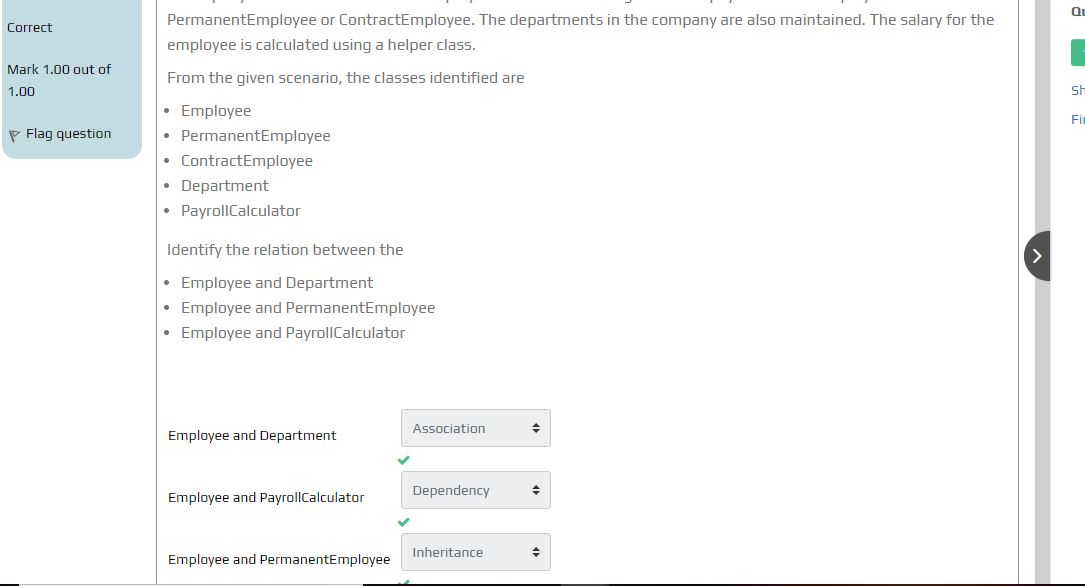 PermanentEmployee or ContractEmployee. The departments in the company are also maintained. The salary for the
employee is calculated using a helper class.
Correct
Mark 1.00 out of
1.00
Flag question
From the given scenario, the classes identified are
• Employee
• PermanentEmployee
• ContractEmployee
• Department
• PayrollCalculator
Identify the relation between the
• Employee and Department
• Employee and PermanentEmployee
• Employee and PayrollCalculator
Employee and Department Association
Employee and PayrollCalculator Dependency
Employee and PermanentEmployee Inheritance